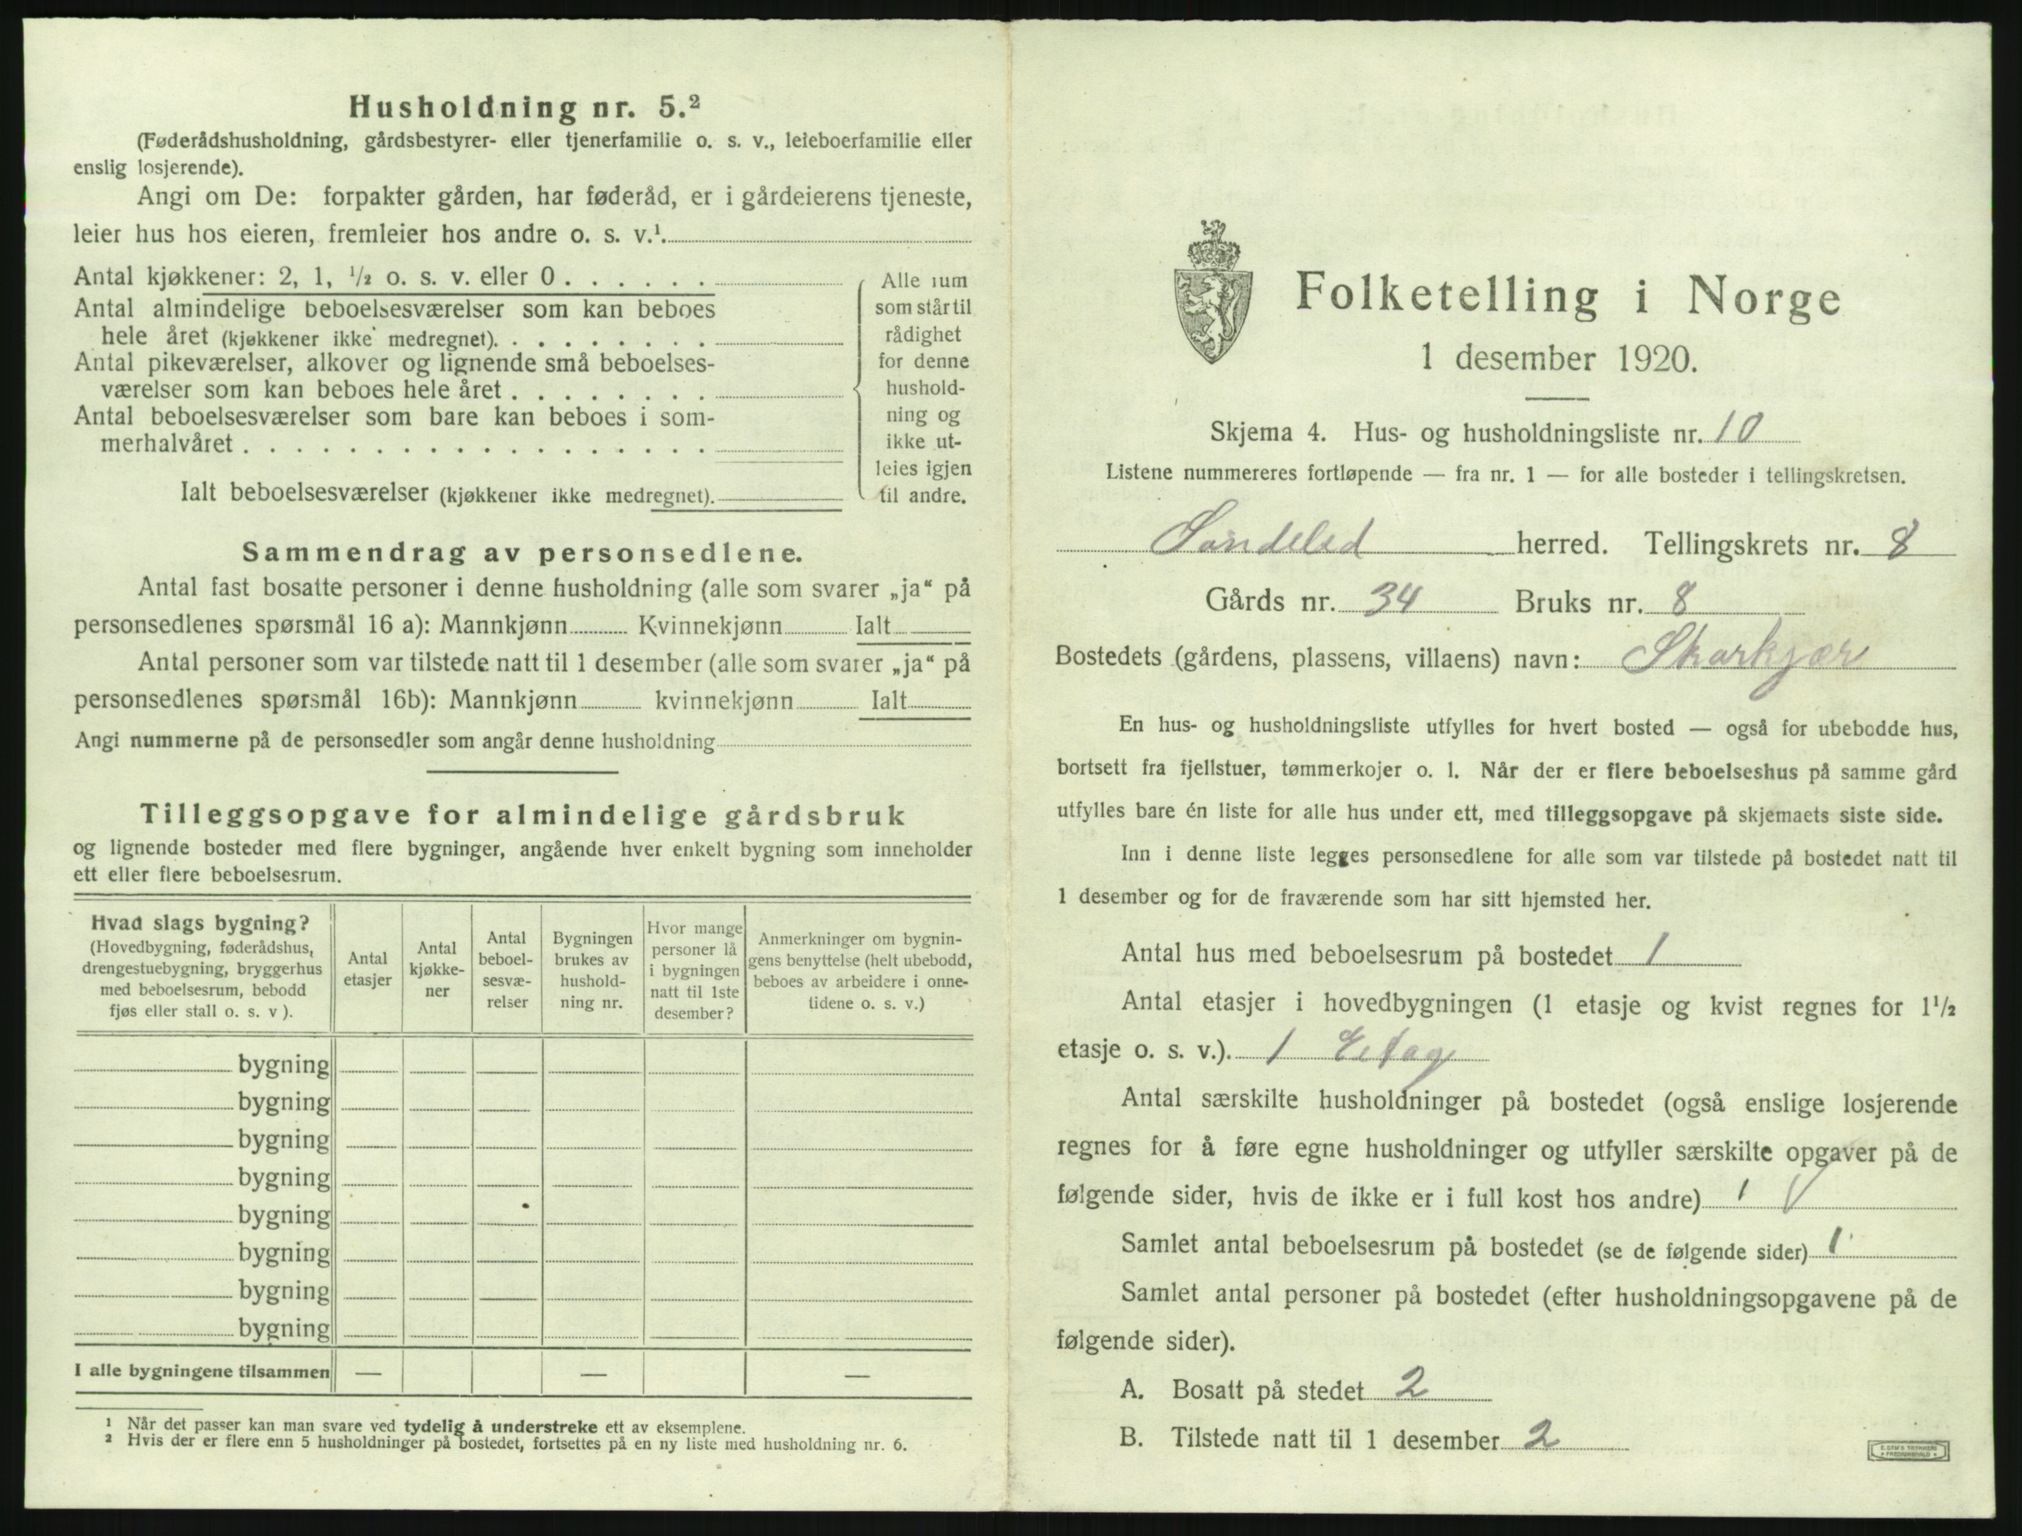 Husholdning nr. 5.²
(Føderådshusholdning, gårdsbestyrer- eller tjenerfamilie o. s. v., leieboerfamilie eller
enslig losjerende).
Angi om De: forpakter gården, har føderåd, er i gårdeierens tjeneste,
leier hus hos eieren, fremleier hos andre o. s. v.¹
Antal kjøkkener: 2, 1, ½ o. s. v. eller 0
Antal almindelige beboelsesværelser som kan beboes
hele året (kjøkkener ikke medregnet).
Antal pikeværelser, alkover og lignende små beboelses-
værelser som kan beboes hele året
Antal beboelsesværelser som bare kan beboes i som-
merhalvåret
Ialt beboelsesværelser (kjøkkener ikke medregnet).
Alle rum
som står til
rådighet
for denne
hushold-
ning og
ikke ut-
leies igjen
til andre.
Sammendrag av personsedlene.
Antal fast bosatte personer i denne husholdning (alle som svarer „ja“ på
personsedlenes spørsmål 16 a): Mannkjønn Kvinnekjønn Ialt
Antal personer som var tilstede natt til 1 desember (alle som svarer „ja“ på
personsedlenes spørsmål 16b): Mannkjønn kvinnekjønn Ialt
Angi nummerne på de personsedler som angår denne husholdning
Tilleggsopgave for almindelige gårdsbruk
og lignende bosteder med flere bygninger, angående hver enkelt bygning som inneholder
ett eller flere beboelsesrum.
Hvad slags bygning?
(Hovedbygning, føderådshus,
drengestuebygning, bryggerhus
med beboelsesrum, bebodd
fjøs eller stall o. s. v ).
Antal
etasjer
Antal
kjøkke-
ner
Antal
beboel-
sesvæ-
relser
Bygningen
brukes av
hushold-
ning nr.
Hvor mange
personer lå
i bygningen
natt til 1ste
desember?
Anmerkninger om bygnin-
gens benyttelse (helt ubebodd,
beboes av arbeidere i onne-
tidene o. s. v.)
bygning
bygning
bygning
bygning
bygning
bygning
bygning
bygning
I alle bygningene tilsammen — — —
¹ Når det passer kan man svare ved tydelig å understreke ett av eksemplene.
² Hvis der er flere enn 5 husholdninger på bostedet, fortsettes på en ny liste med husholdning nr. 6.
Folketelling i Norge
1 desember 1920.
Skjema 4. Hus- og husholdningsliste nr. 10
Listene nummereres fortløpende — fra nr. 1 — for alle bosteder i tellingskretsen.
Søndeled herred. Tellingskrets nr. 8
Gårds nr. 34 Bruks nr. 8
Bostedets (gårdens, plassens, villaens) navn: Skarkjær
En hus- og husholdningsliste utfylles for hvert bosted — også for ubebodde hus,
bortsett fra fjellstuer, tømmerkojer o. l. Når der er flere beboelseshus på samme gård
utfylles bare én liste for alle hus under ett, med tilleggsopgave på skjemaets siste side.
Inn i denne liste legges personsedlene for alle som var tilstede på bostedet natt til
1 desember og for de fraværende som har sitt hjemsted her.
Antal hus med beboelsesrum på bostedet 1
Antal etasjer i hovedbygningen (1 etasje og kvist regnes for 1½
etasje o. s. v.). 1 Etag
Antal særskilte husholdninger på bostedet (også enslige losjerende
regnes for å føre egne husholdninger og utfyller særskilte opgaver på de
følgende sider, hvis de ikke er i full kost hos andre) 1 √
Samlet antal beboelsesrum på bostedet (se de følgende sider) 1
Samlet antal personer på bostedet (efter husholdningsopgavene på de
følgende sider).
A. Bosatt på stedet 2
B. Tilstede natt til 1 desember 2